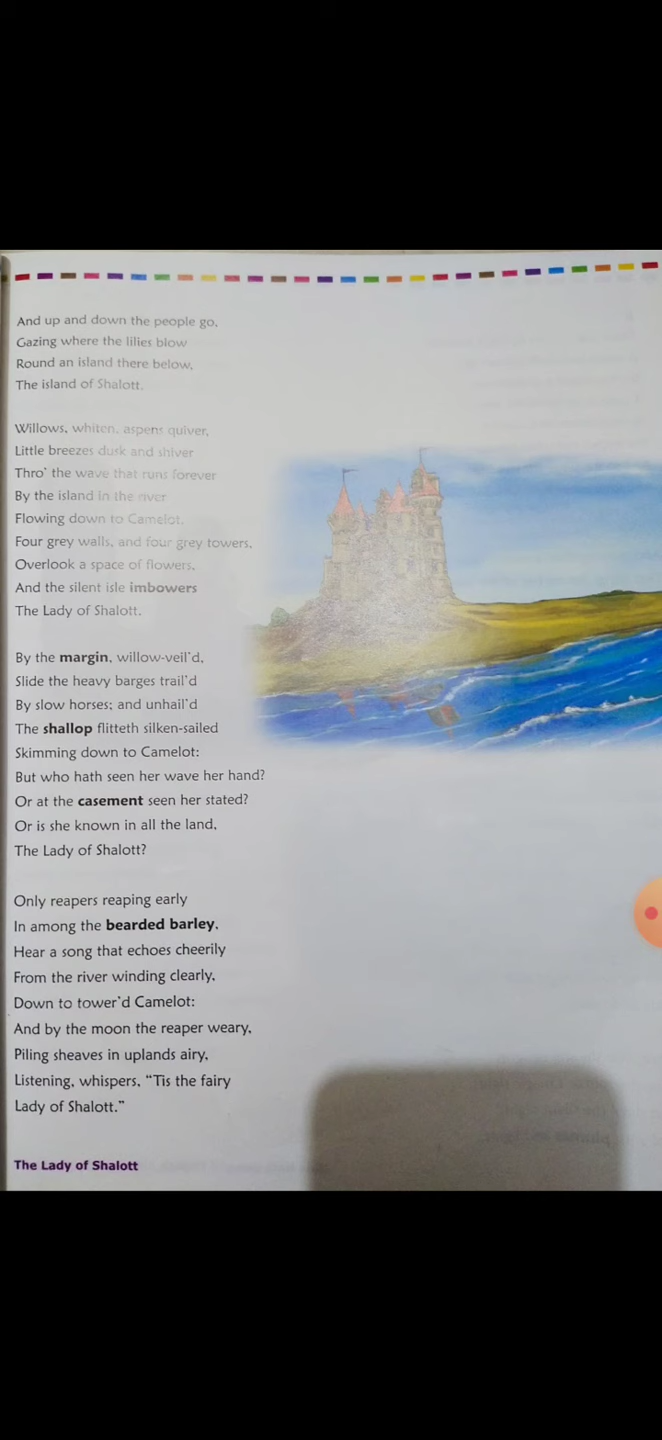 And up and down the people go,
Gazing where the lilies blow
Round an island there below,
The island of Shalott.
Willows, whiten, aspens quiver,
Little breezes dusk and shiver
Thro' the wave that runs forever
By the island in the river
Flowing down to Camelot.
Four grey walls, and four grey towers,
Overlook a space of flowers,
And the silent isle imbowers
The Lady of Shalott.
By the margin, willow-veil'd,
Slide the heavy barges trail'd
By slow horses; and unhail'd
The shallop flitteth silken-sailed
Skimming down to Camelot:
But who hath seen her wave her hand?
Or at the casement seen her stated?
Or is she known in all the land,
The Lady of Shalott?
Only reapers reaping early
In among the bearded barley,
Hear a song that echoes cheerily
From the river winding clearly,
Down to tower'd Camelot:
And by the moon the reaper weary,
Piling sheaves in uplands airy,
Listening, whispers, "Tis the fairy
Lady of Shalott."
The Lady of Shalott